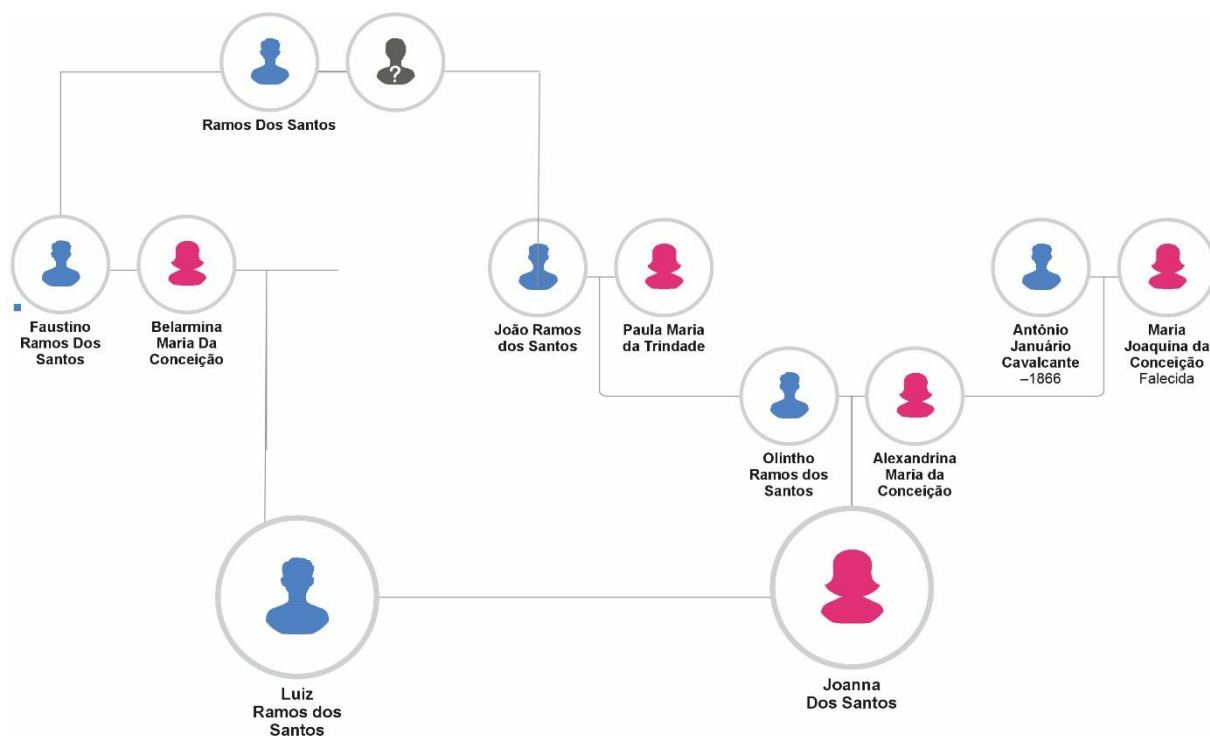 ?
Ramos Dos Santos
Faustino
Ramos Dos
Santos
Belarmina
Maria Da
Conceição
João Ramos
dos Santos
Paula Maria
da Trindade
Antônio
Januário
Cavalcante
–1866
Maria
Joaquina da
Conceição
Falecida
Olintho
Ramos dos
Santos
Alexandrina
Maria da
Conceição
Luiz
Ramos dos
Santos
Joanna
Dos Santos